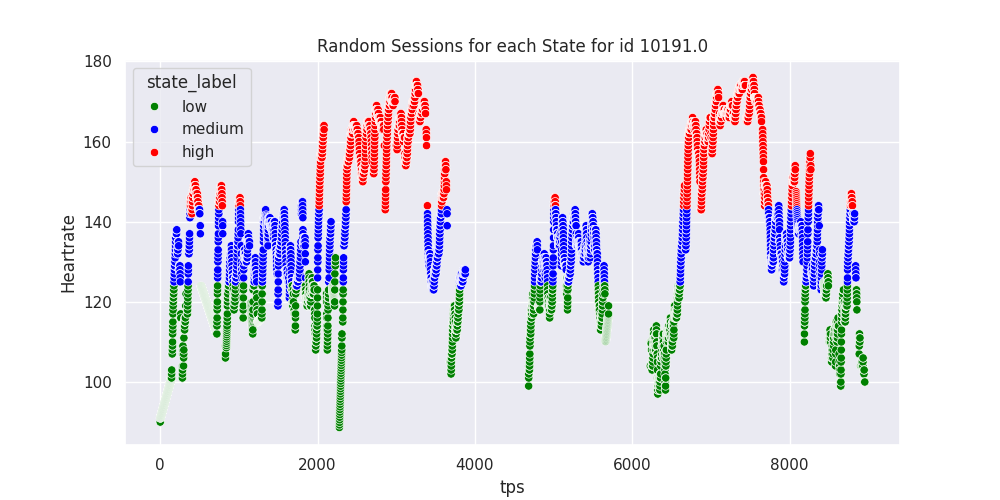 Random Sessions for each State for id 10191.0
180
160
140
120
100
Heartrate
state_label
low
medium
high
0
2000
4000
6000
8000
tps